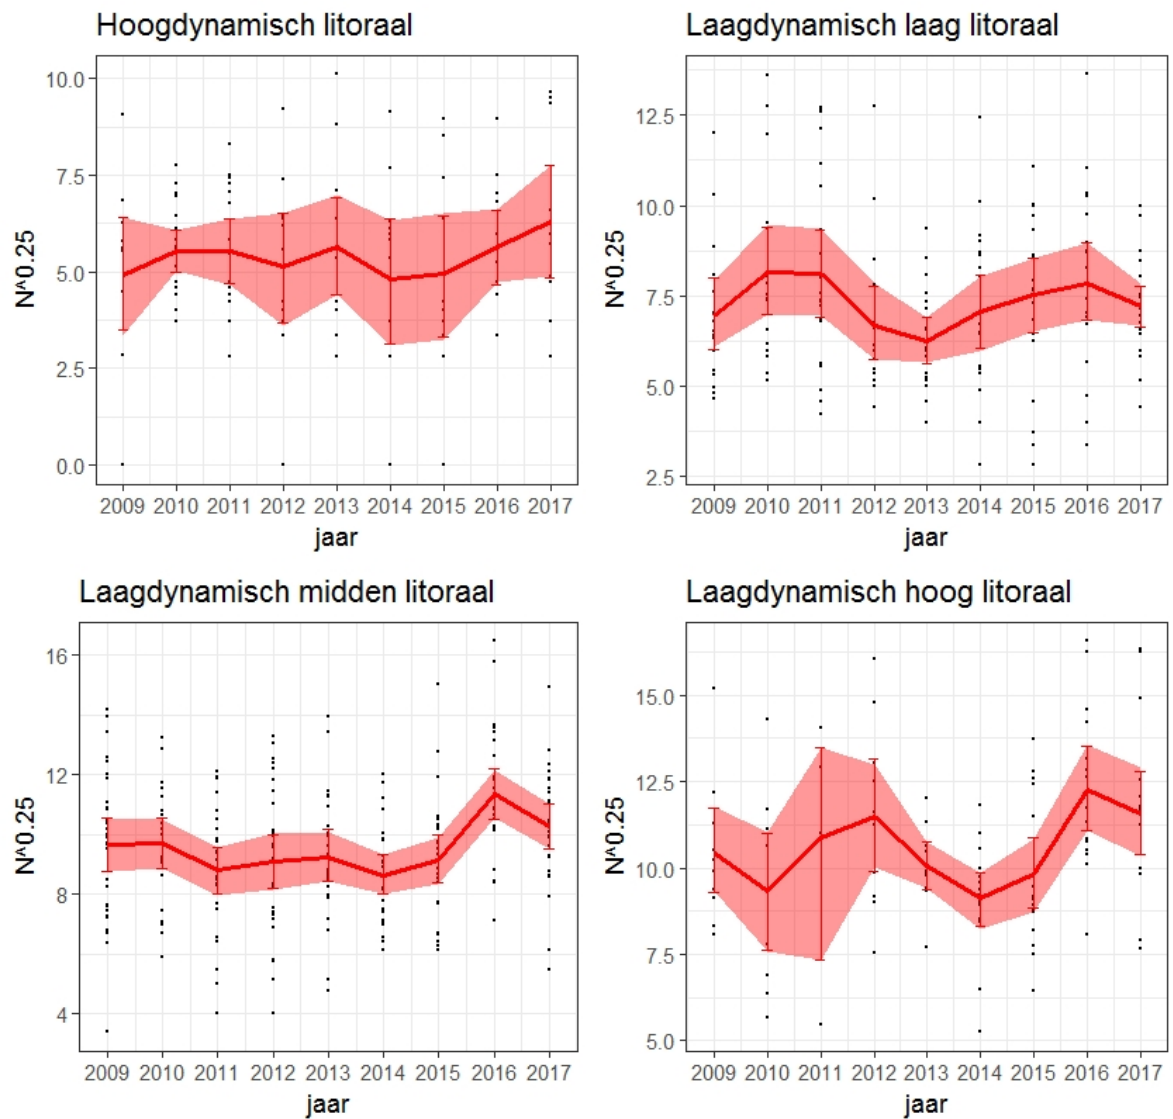 Hoogdynamisch litoraal
10.0
7.5
5.0
2.5
0.0
N^0.25
2009 2010 2011 2012 2013 2014 2015 2016 2017
jaar
Laagdynamisch laag litoraal
12.5
10.0
7.5
5.0
2.5
N^0.25
2009 2010 2011 2012 2013 2014 2015 2016 2017
jaar
Laagdynamisch midden litoraal
16
12
8
4
N^0.25
2009 2010 2011 2012 2013 2014 2015 2016 2017
jaar
Laagdynamisch hoog litoraal
15.0
12.5
10.0
7.5
5.0
N^0.25
2009 2010 2011 2012 2013 2014 2015 2016 2017
jaar